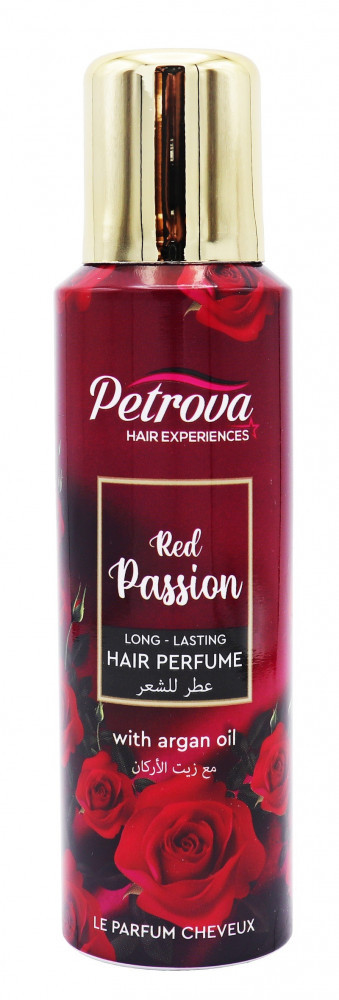 Petrova
HAIR EXPERIENCES
Red
Passion
LONG - LASTING
HAIR PERFUME
عطر للشعر
with argan oil
مع زيت الأركان
LE PARFUM CHEVEUX